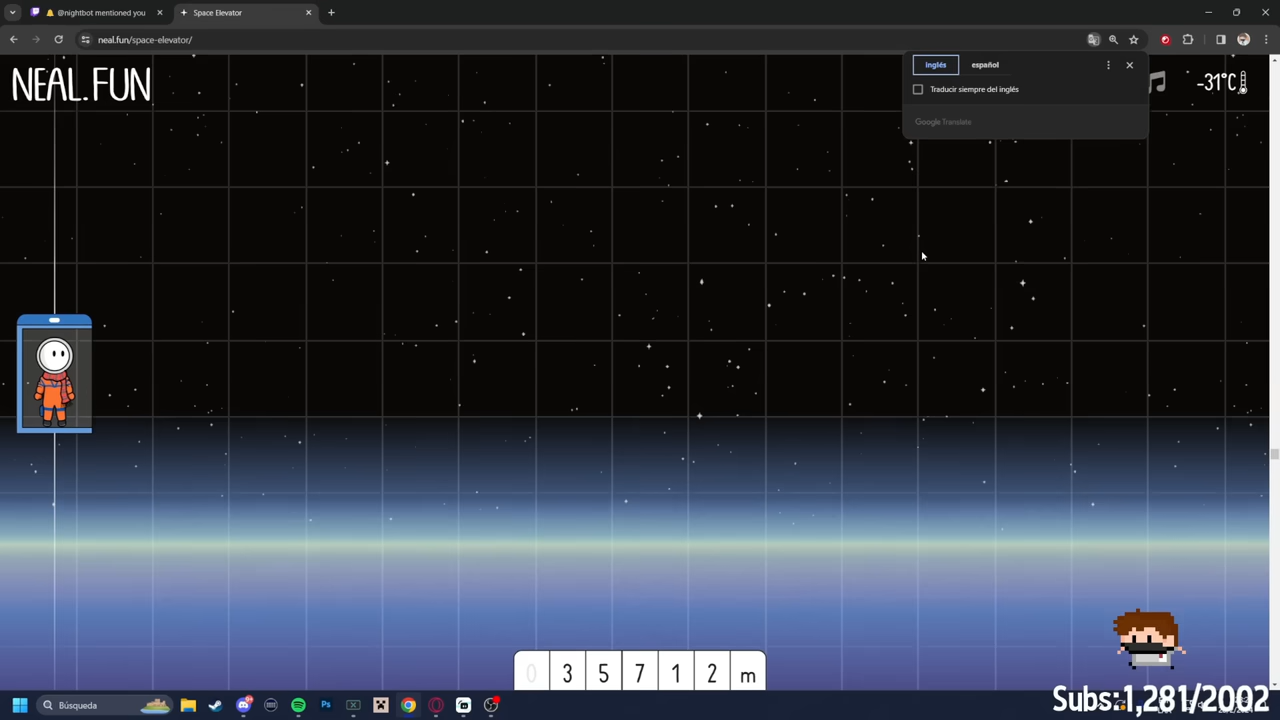 @nightbot mentioned you
Space Elevator
neal.fun/space-elevator/
NEAL.FUN
inglés
español
Traducir siempre del inglés
Google Translate
-31°C
0 3 5 7 1 2 m
Búsqueda
Subs:1,281/2002